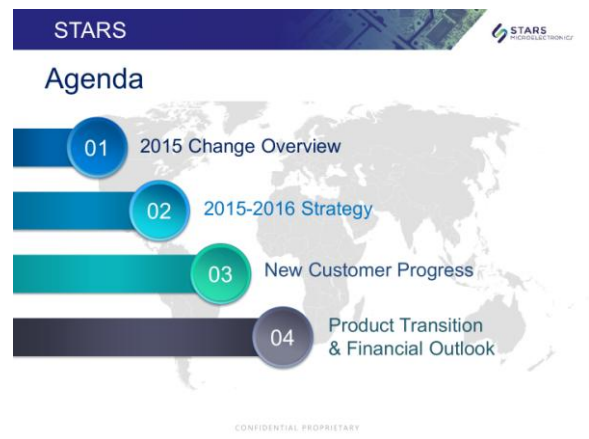 STARS
STARS
MICROELECTRONICS
Agenda
01
2015 Change Overview
02
2015-2016 Strategy
03
New Customer Progress
04
Product Transition
& Financial Outlook
CONFIDENTIAL PROPRIETARY